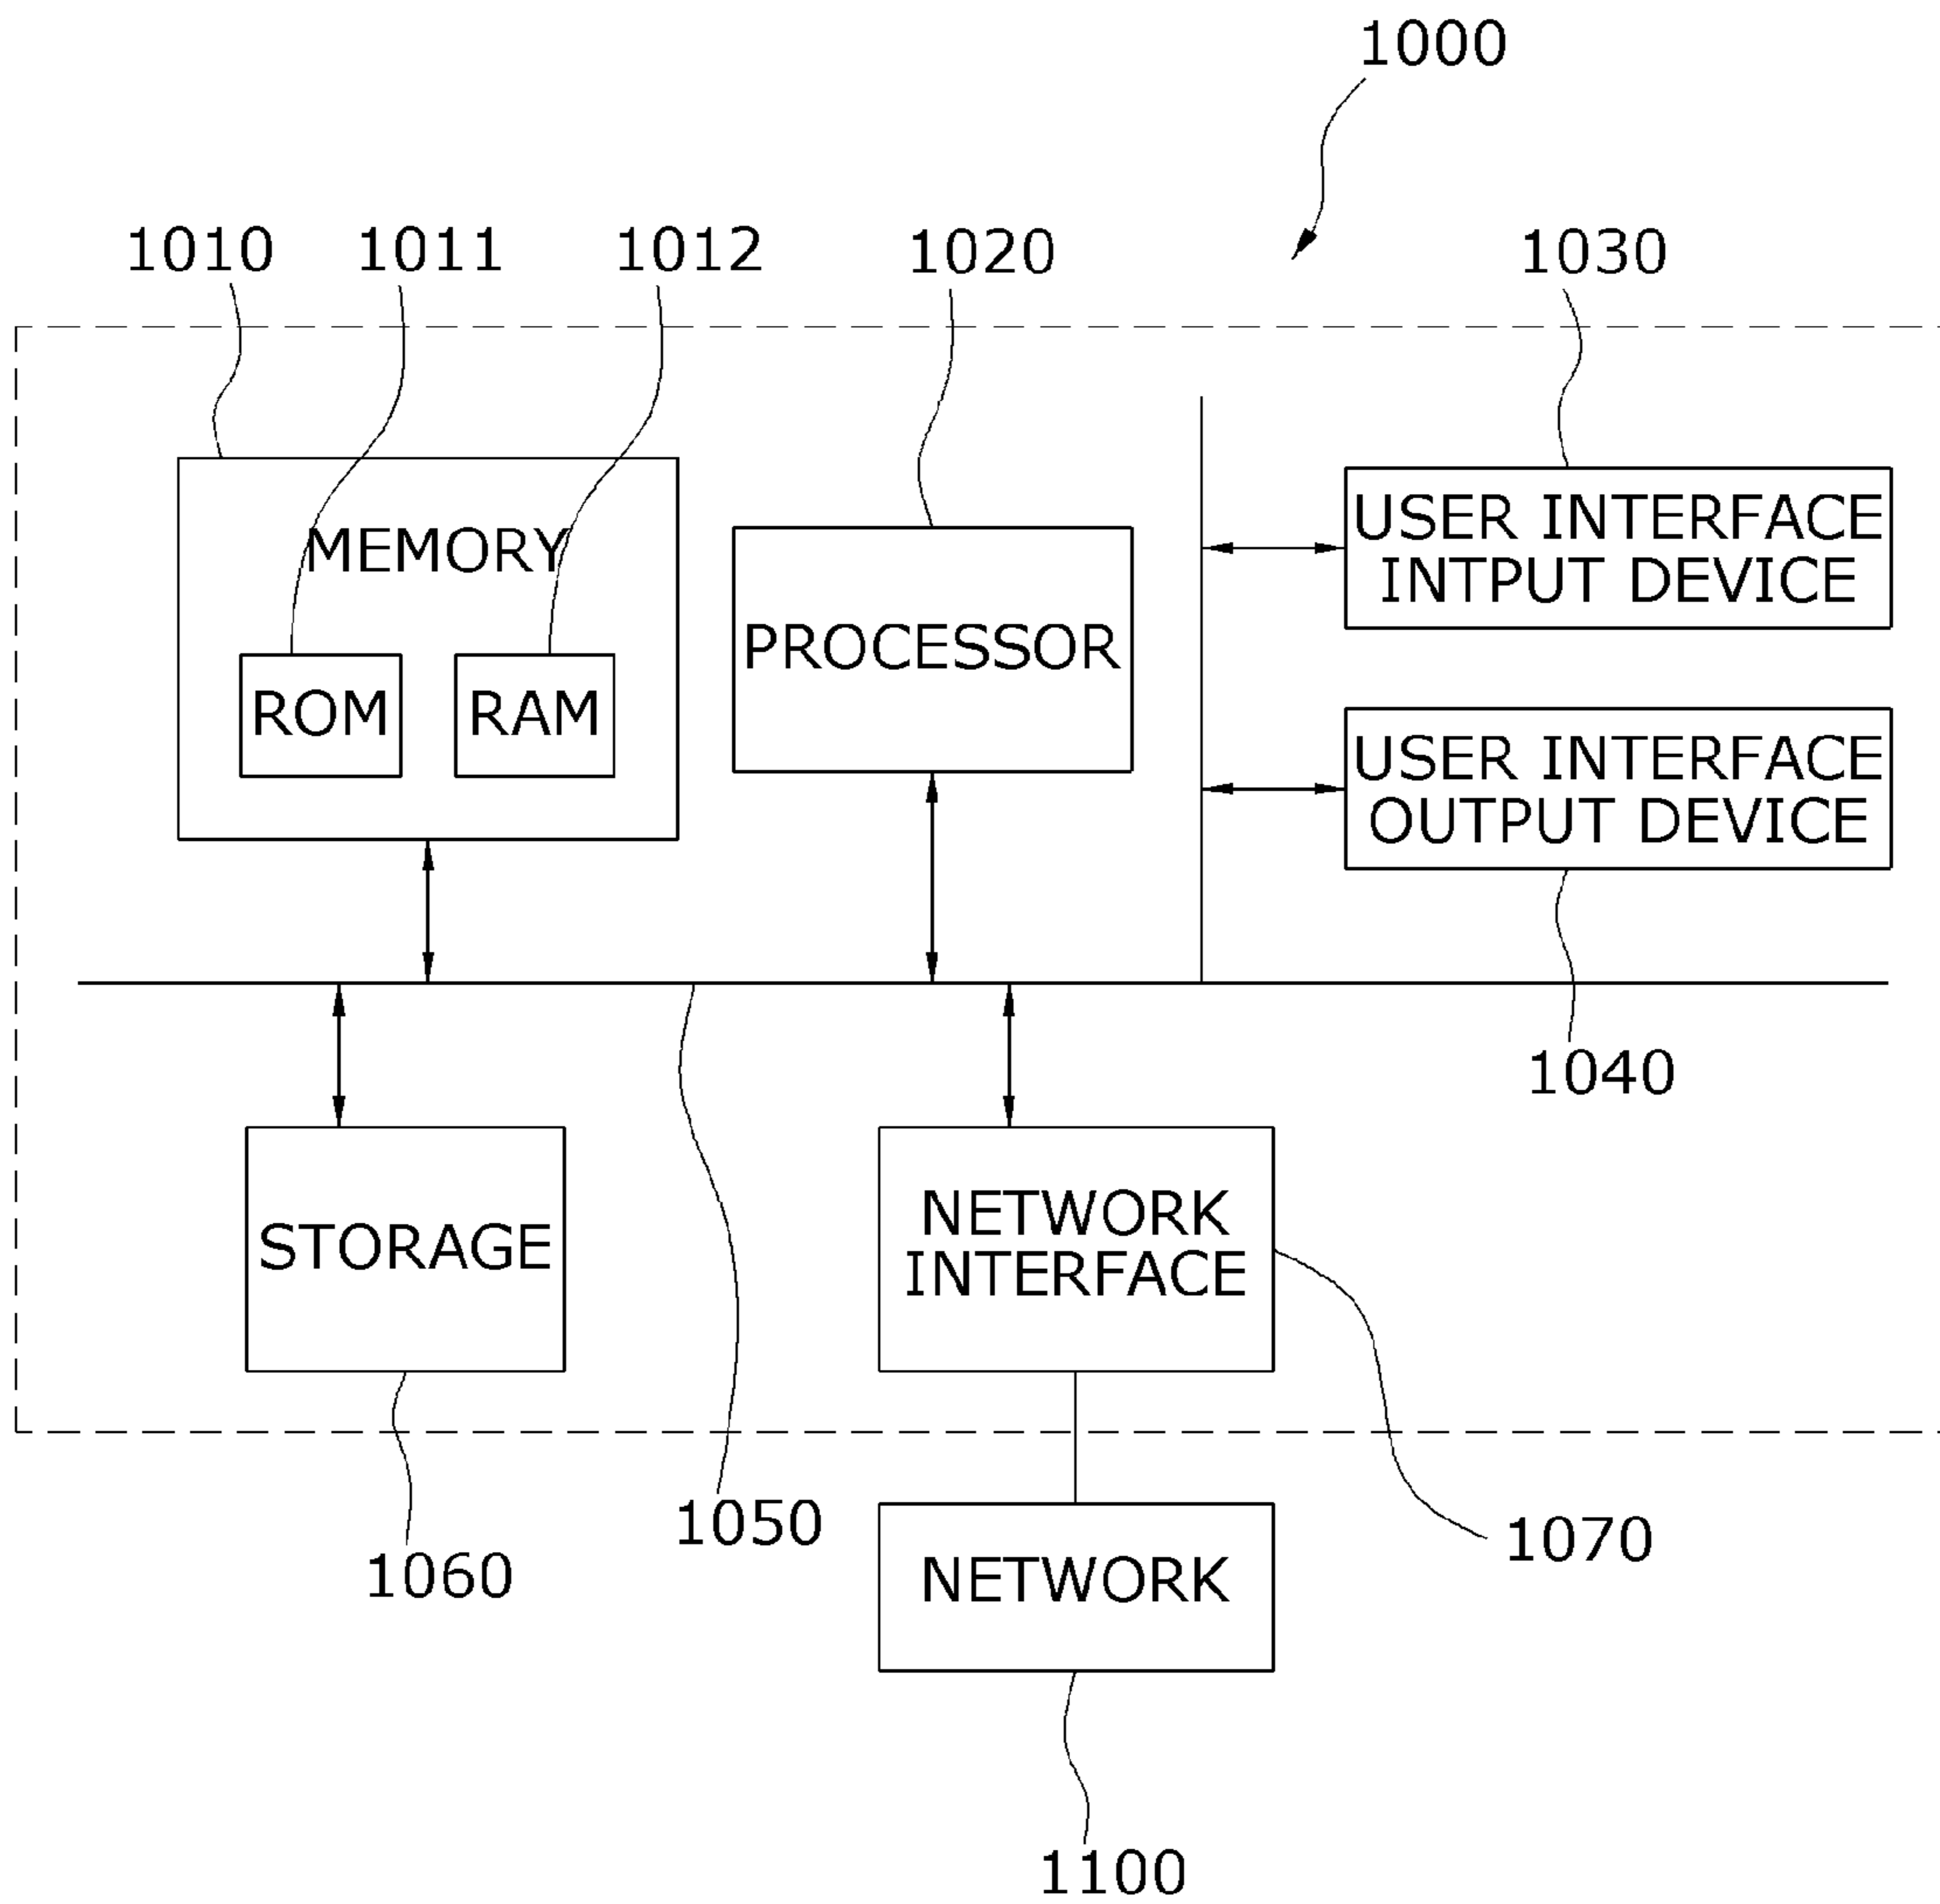 1000
1010
1011
1012
1020
1030
MEMORY
ROM
RAM
PROCESSOR
USER INTERFACE
INTPUT DEVICE
USER INTERFACE
OUTPUT DEVICE
1040
STORAGE
NETWORK
INTERFACE
1050
1060
1070
NETWORK
1100